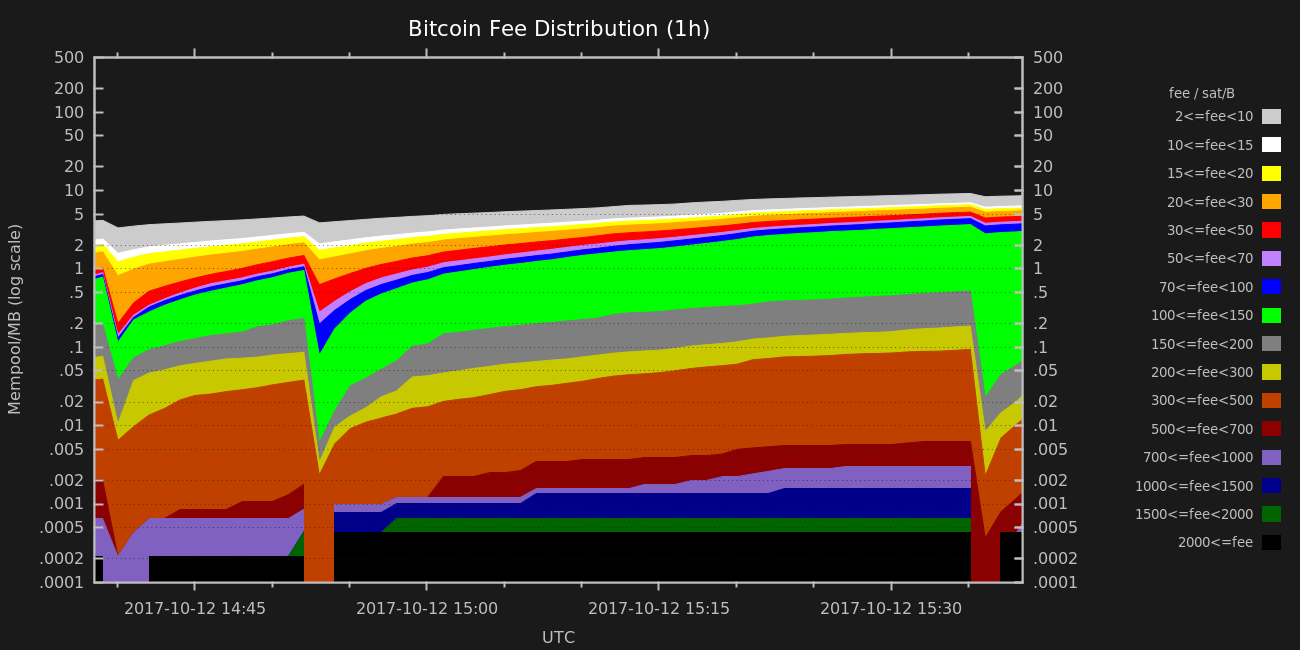 Bitcoin Fee Distribution (1h)
Mempool/MB (log scale)
500
200
100
50
20
10
5
2
1
.5
.2
.1
.05
.02
.01
.005
.002
.001
.0005
.0002
.0001
500
200
100
50
20
10
5
2
1
.5
.2
.1
.05
.02
.01
.005
.002
.001
.0005
.0002
.0001
2017-10-12 14:45 2017-10-12 15:00 2017-10-12 15:15 2017-10-12 15:30
UTC
fee / sat/B
2<=fee<10
10<=fee<15
15<=fee<20
20<=fee<30
30<=fee<50
50<=fee<70
70<=fee<100
100<=fee<150
150<=fee<200
200<=fee<300
300<=fee<500
500<=fee<700
700<=fee<1000
1000<=fee<1500
1500<=fee<2000
2000<=fee